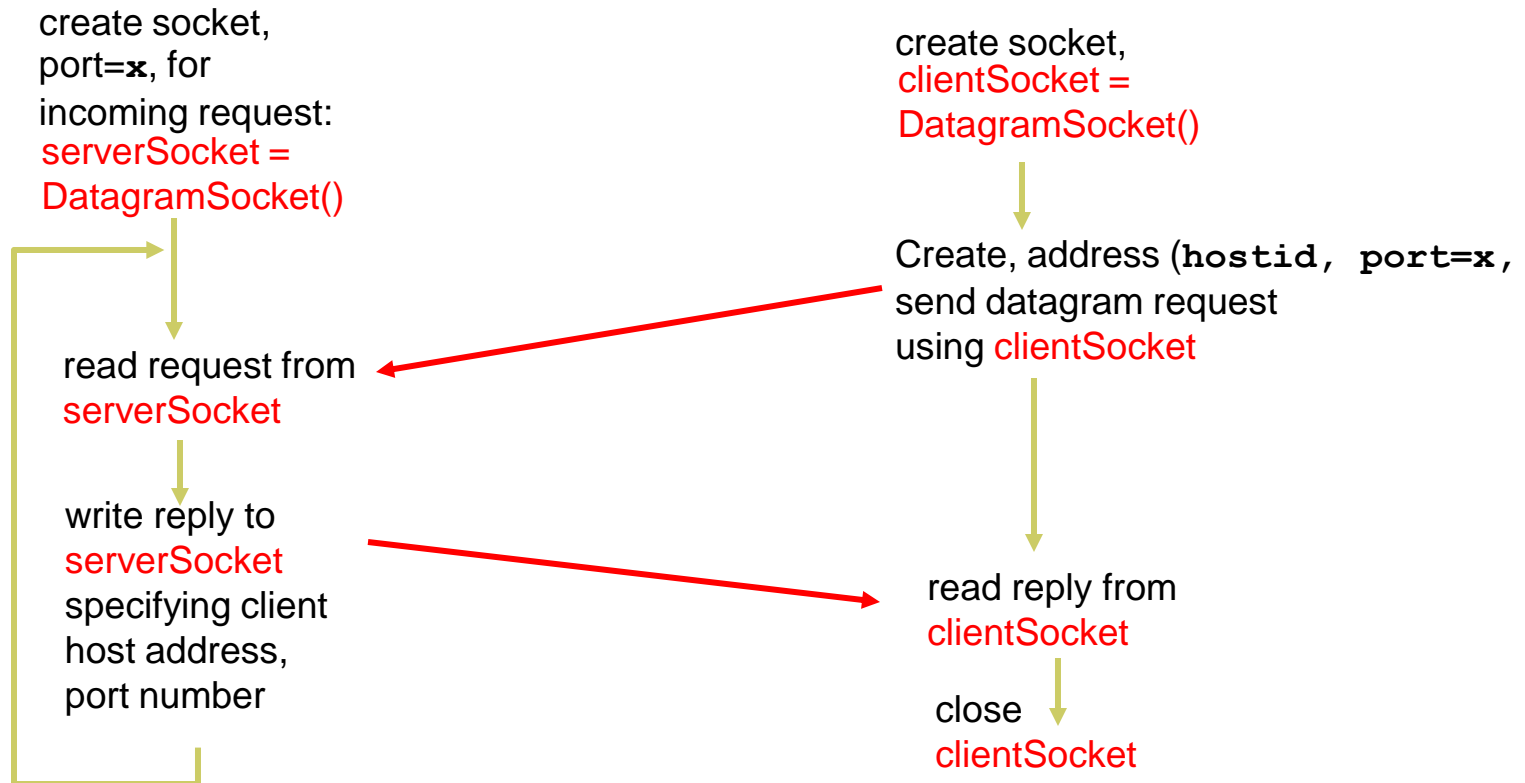 create socket,
port=x, for
incoming request:
serverSocket =
DatagramSocket()
read request from
serverSocket
write reply to
serverSocket
specifying client
host address,
port number
create socket,
clientSocket =
DatagramSocket()
Create, address (hostid, port=x,
send datagram request
using clientSocket
read reply from
clientSocket
close
clientSocket